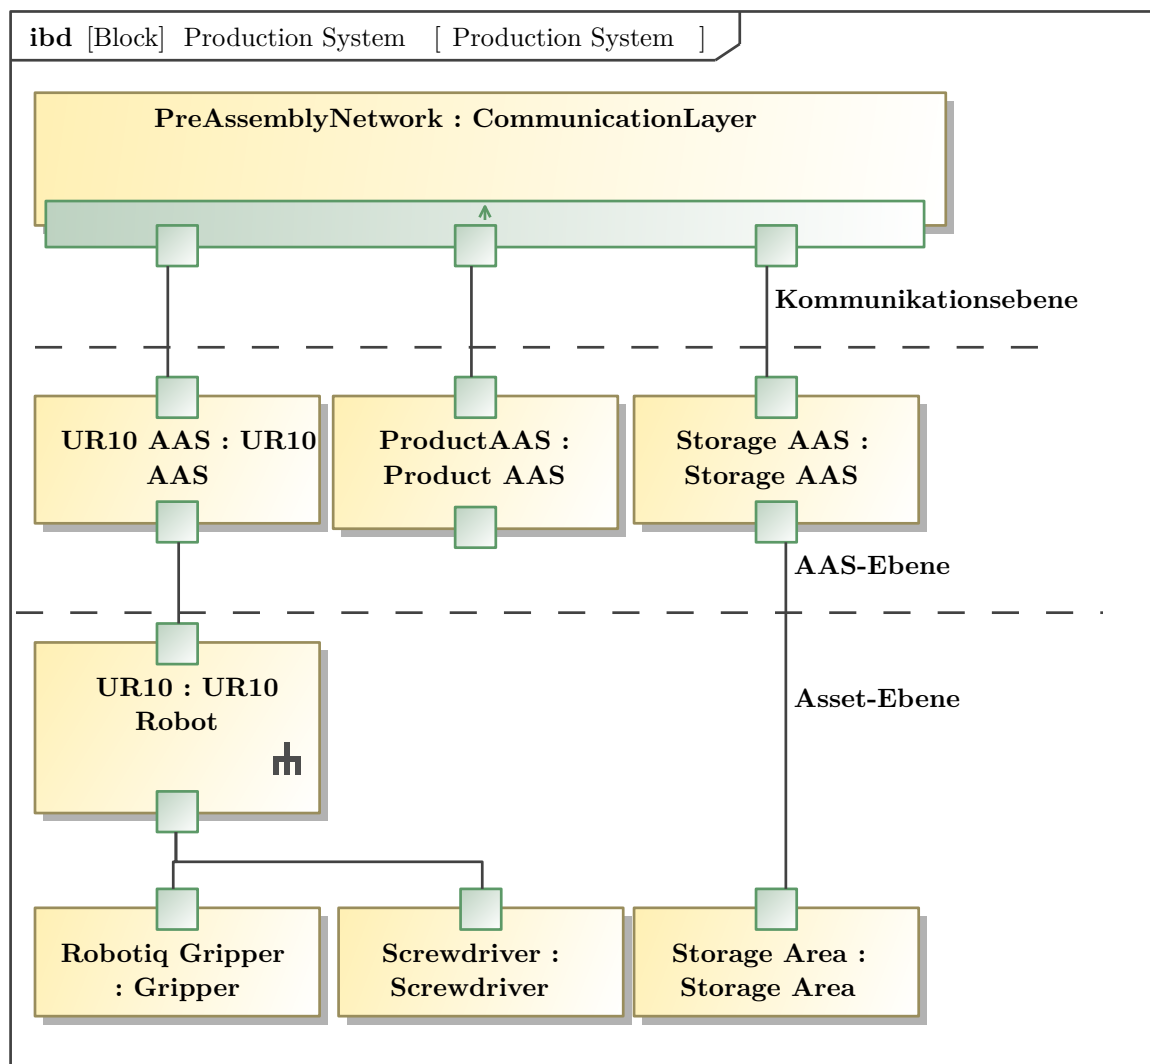 ibd [Block] Production System [ Production System ]
PreAssemblyNetwork : CommunicationLayer
Kommunikationsebene
UR10 AAS : UR10
AAS
ProductAAS :
Product AAS
Storage AAS :
Storage AAS
AAS-Ebene
UR10 : UR10
Robot
Asset-Ebene
Robotiq Gripper
: Gripper
Screwdriver :
Screwdriver
Storage Area :
Storage Area